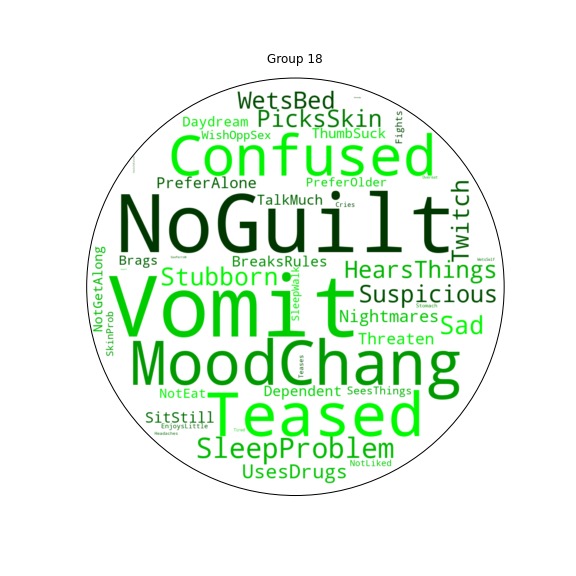 Group 18
WetsBed
PicksSkin
Fights
Daydream
WishOppSex
ThumbSuck
Confused
PreferAlone
PreferOlder
Twitch
NoGuilt
TalkMuch
Cries
Brags
BreaksRules
NotGetAlong
Stubborn
HearsThings
SleepWalk
Suspicious
Vomit
Stomach
Nightmares
Sad
SkinProb
Threaten
MoodChang
Teases
NotEat
Dependent
SeesThings
Teased
SitStill
EnjoysLittle
Headaches
SleepProblem
NotLiked
UsesDrugs